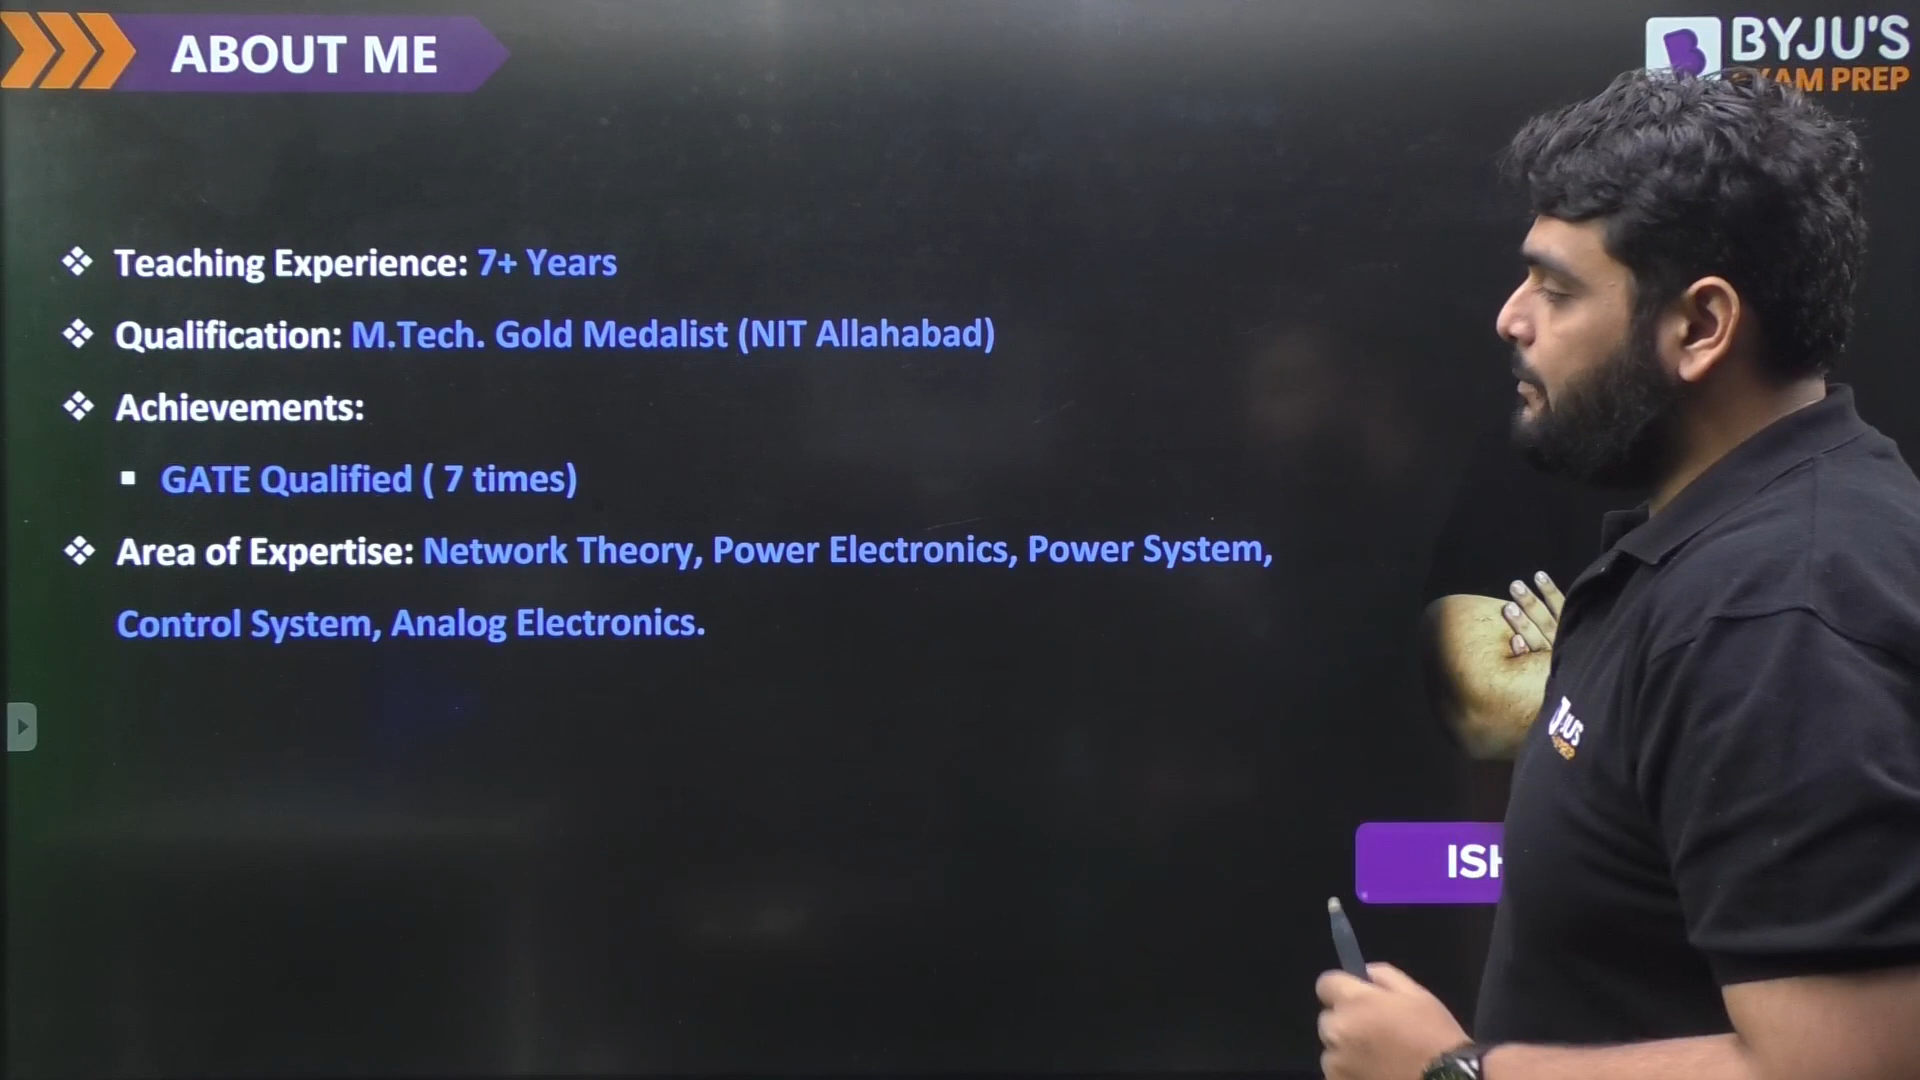 ABOUT ME
BYJU'S
EXAM PREP
Teaching Experience: 7+ Years
Qualification: M.Tech. Gold Medalist (NIT Allahabad)
Achievements:
GATE Qualified ( 7 times)
Area of Expertise: Network Theory, Power Electronics, Power System,
Control System, Analog Electronics.